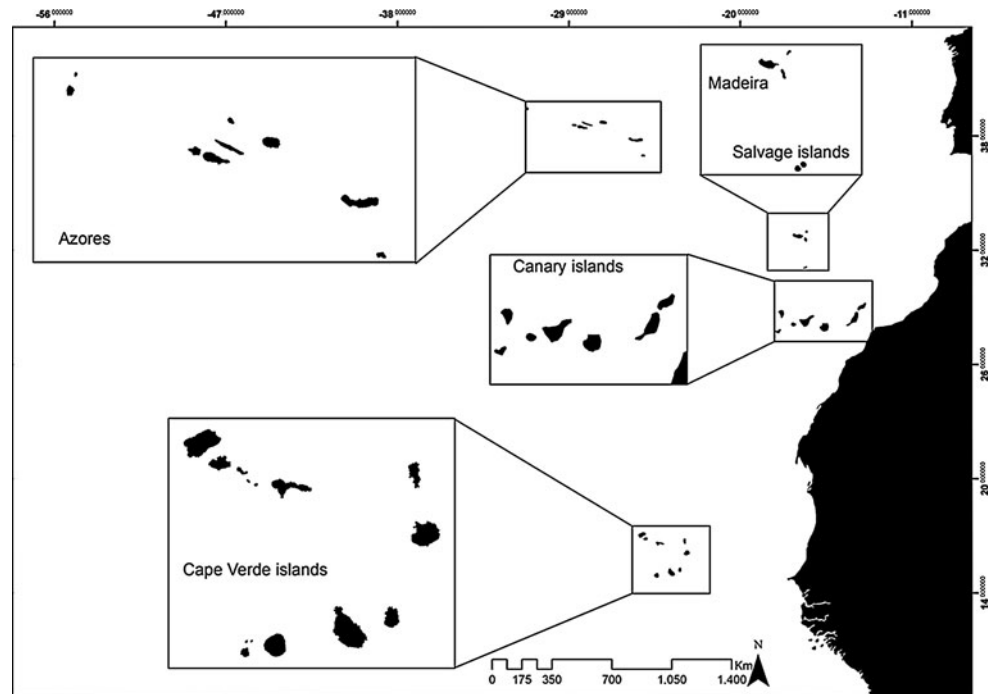 -56 000000 -47 000000 -38 000000 -29 000000 -20 000000 -11 000000
Madeira
38 000000
Salvage islands
Azores
32 000000
Canary islands
26 000000
20 000000
Cape Verde islands
14 000000
N
Km
0 175 350 700 1.050 1.400